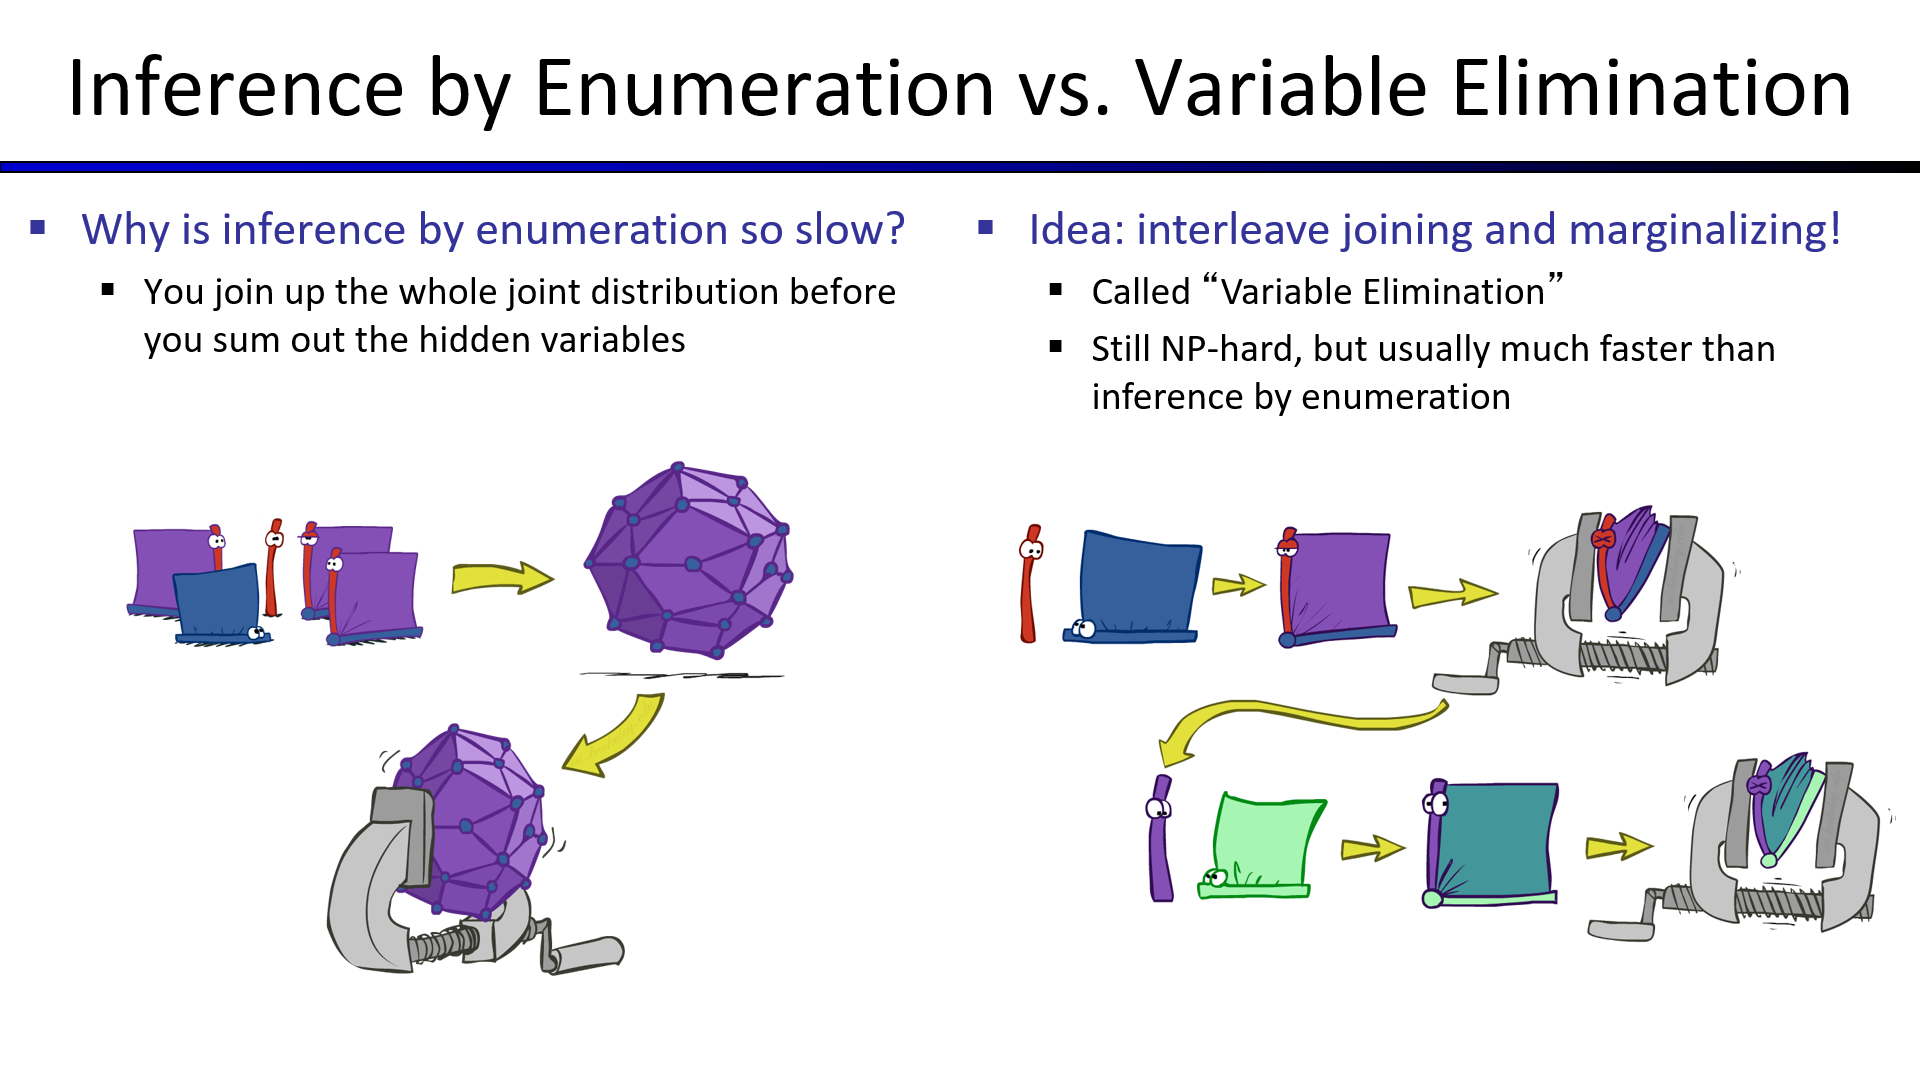 Inference by Enumeration vs. Variable Elimination
▪ Why is inference by enumeration so slow?
▪ You join up the whole joint distribution before
you sum out the hidden variables
▪ Idea: interleave joining and marginalizing!
▪ Called “Variable Elimination”
▪ Still NP-hard, but usually much faster than
inference by enumeration